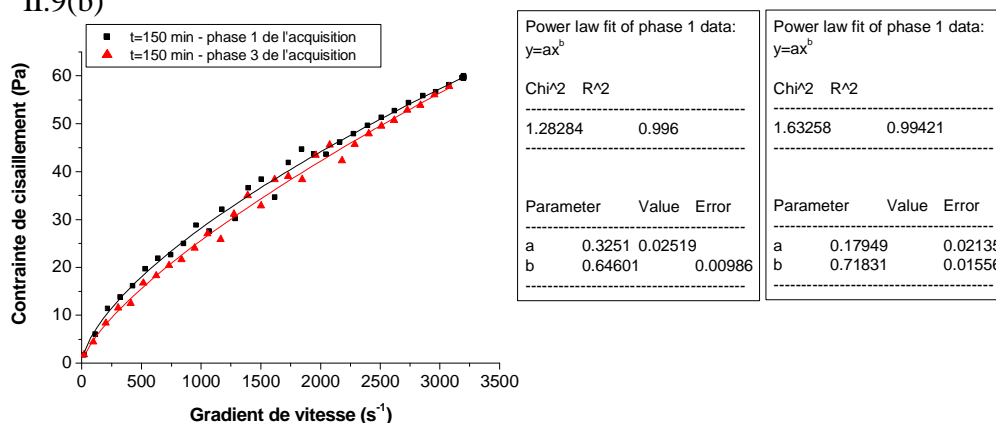 II.9(b)
t=150 min - phase 1 de l'acquisition
t=150 min - phase 3 de l'acquisition
Contrainte de cisaillement (Pa)
60
50
40
30
20
10
0
0 500 1000 1500 2000 2500 3000 3500
Gradient de vitesse (s⁻¹)
Power law fit of phase 1 data:
y=ax^b
Chi^2 R^2
--------------------------------------------
1.28284 0.996
--------------------------------------------
Parameter Value Error
--------------------------------------------
a 0.3251 0.02519
b 0.64601 0.00986
--------------------------------------------
Power law fit of phase 1 data:
y=ax^b
Chi^2 R^2
--------------------------------------------
1.63258 0.99421
--------------------------------------------
Parameter Value Error
--------------------------------------------
a 0.17949 0.02135
b 0.71831 0.01556
--------------------------------------------